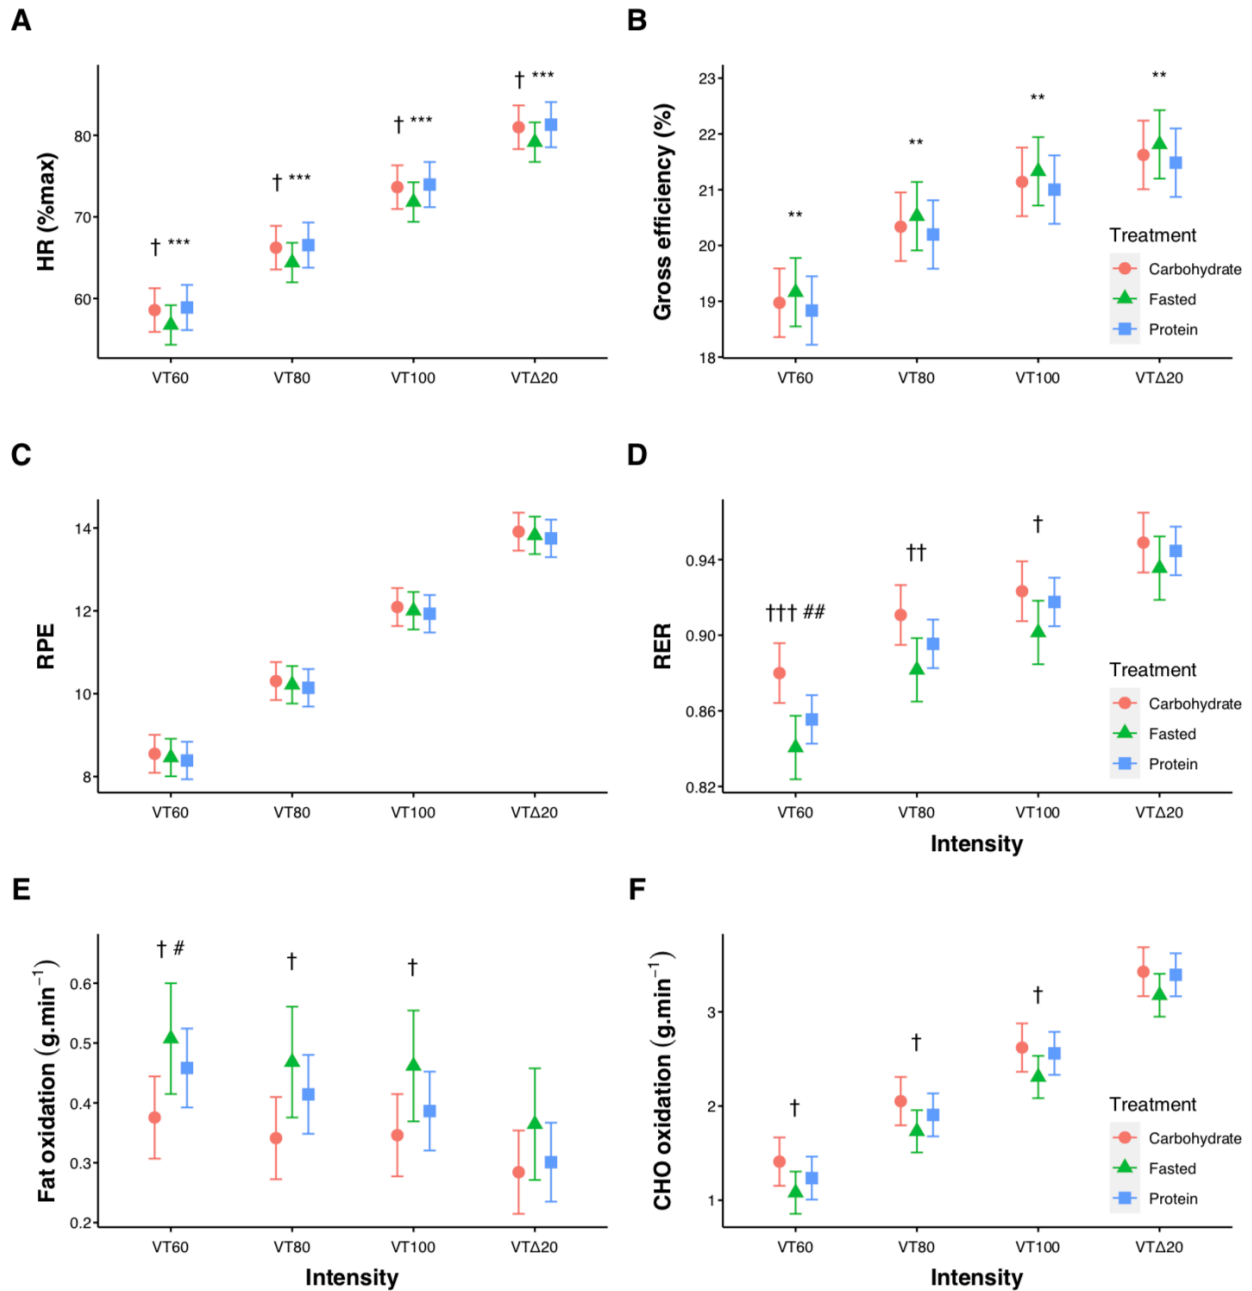 A
HR (%max)
80
70
60
† ***
† ***
† ***
† ***
VT60 VT80 VT100 VTΔ20
B
Gross efficiency (%)
23
22
21
20
19
18
**
**
**
**
Treatment
Carbohydrate
Fasted
Protein
VT60 VT80 VT100 VTΔ20
C
RPE
14
12
10
8
VT60 VT80 VT100 VTΔ20
D
RER
0.94
0.90
0.86
0.82
††† ##
††
†
Treatment
Carbohydrate
Fasted
Protein
VT60 VT80 VT100 VTΔ20
Intensity
E
Fat oxidation (g.min⁻¹)
0.6
0.5
0.4
0.3
0.2
† #
†
†
VT60 VT80 VT100 VTΔ20
Intensity
F
CHO oxidation (g.min⁻¹)
3
2
1
†
†
†
Treatment
Carbohydrate
Fasted
Protein
VT60 VT80 VT100 VTΔ20
Intensity